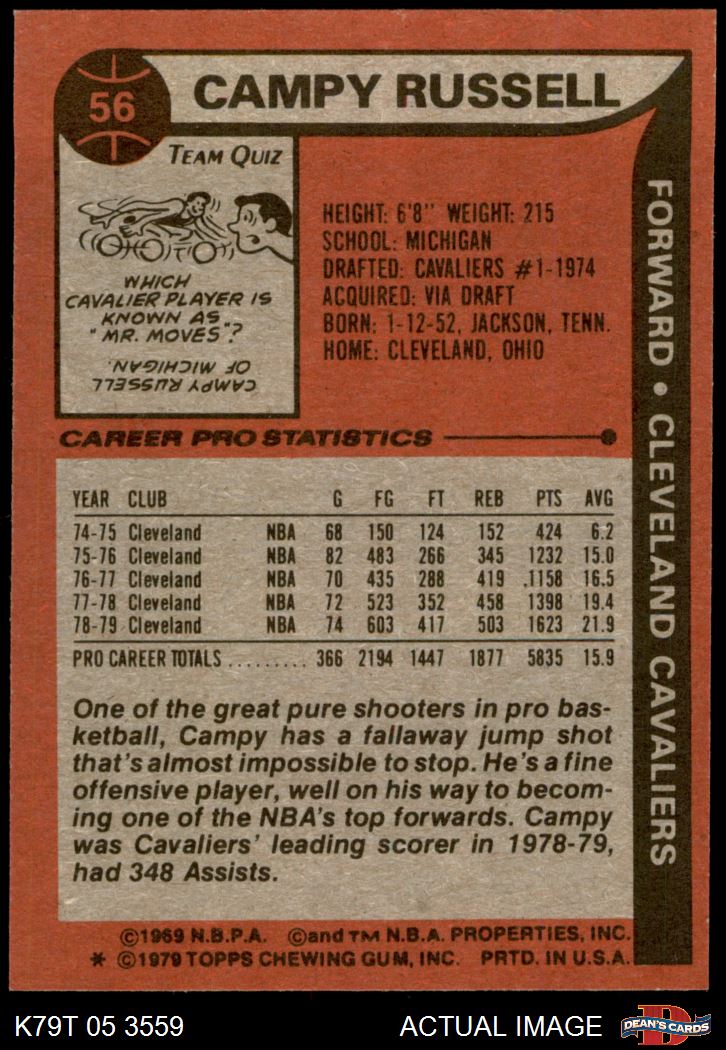 56
CAMPY RUSSELL
TEAM QUIZ
WHICH
CAVALIER PLAYER IS
KNOWN AS
"MR. MOVES"?
CAMPY RUSSELL
OF MICHIGAN.
HEIGHT: 6'8" WEIGHT: 215
SCHOOL: MICHIGAN
DRAFTED: CAVALIERS #1-1974
ACQUIRED: VIA DRAFT
BORN: 1-12-52, JACKSON, TENN.
HOME: CLEVELAND, OHIO
FORWARD • CLEVELAND CAVALIERS
CAREER PRO STATISTICS
YEAR CLUB G FG FT REB PTS AVG
74-75 Cleveland NBA 68 150 124 152 424 6.2
75-76 Cleveland NBA 82 483 266 345 1232 15.0
76-77 Cleveland NBA 70 435 288 419 .1158 16.5
77-78 Cleveland NBA 72 523 352 458 1398 19.4
78-79 Cleveland NBA 74 603 417 503 1623 21.9
PRO CAREER TOTALS ......... 366 2194 1447 1877 5835 15.9
One of the great pure shooters in pro bas-
ketball, Campy has a fallaway jump shot
that's almost impossible to stop. He's a fine
offensive player, well on his way to becom-
ing one of the NBA's top forwards. Campy
was Cavaliers' leading scorer in 1978-79,
had 348 Assists.
©1969 N.B.P.A. ©and TM N.B.A. PROPERTIES, INC.
* ©1979 TOPPS CHEWING GUM, INC. PRTD. IN U.S.A.
K79T 05 3559
ACTUAL IMAGE
D
DEAN'S CARDS